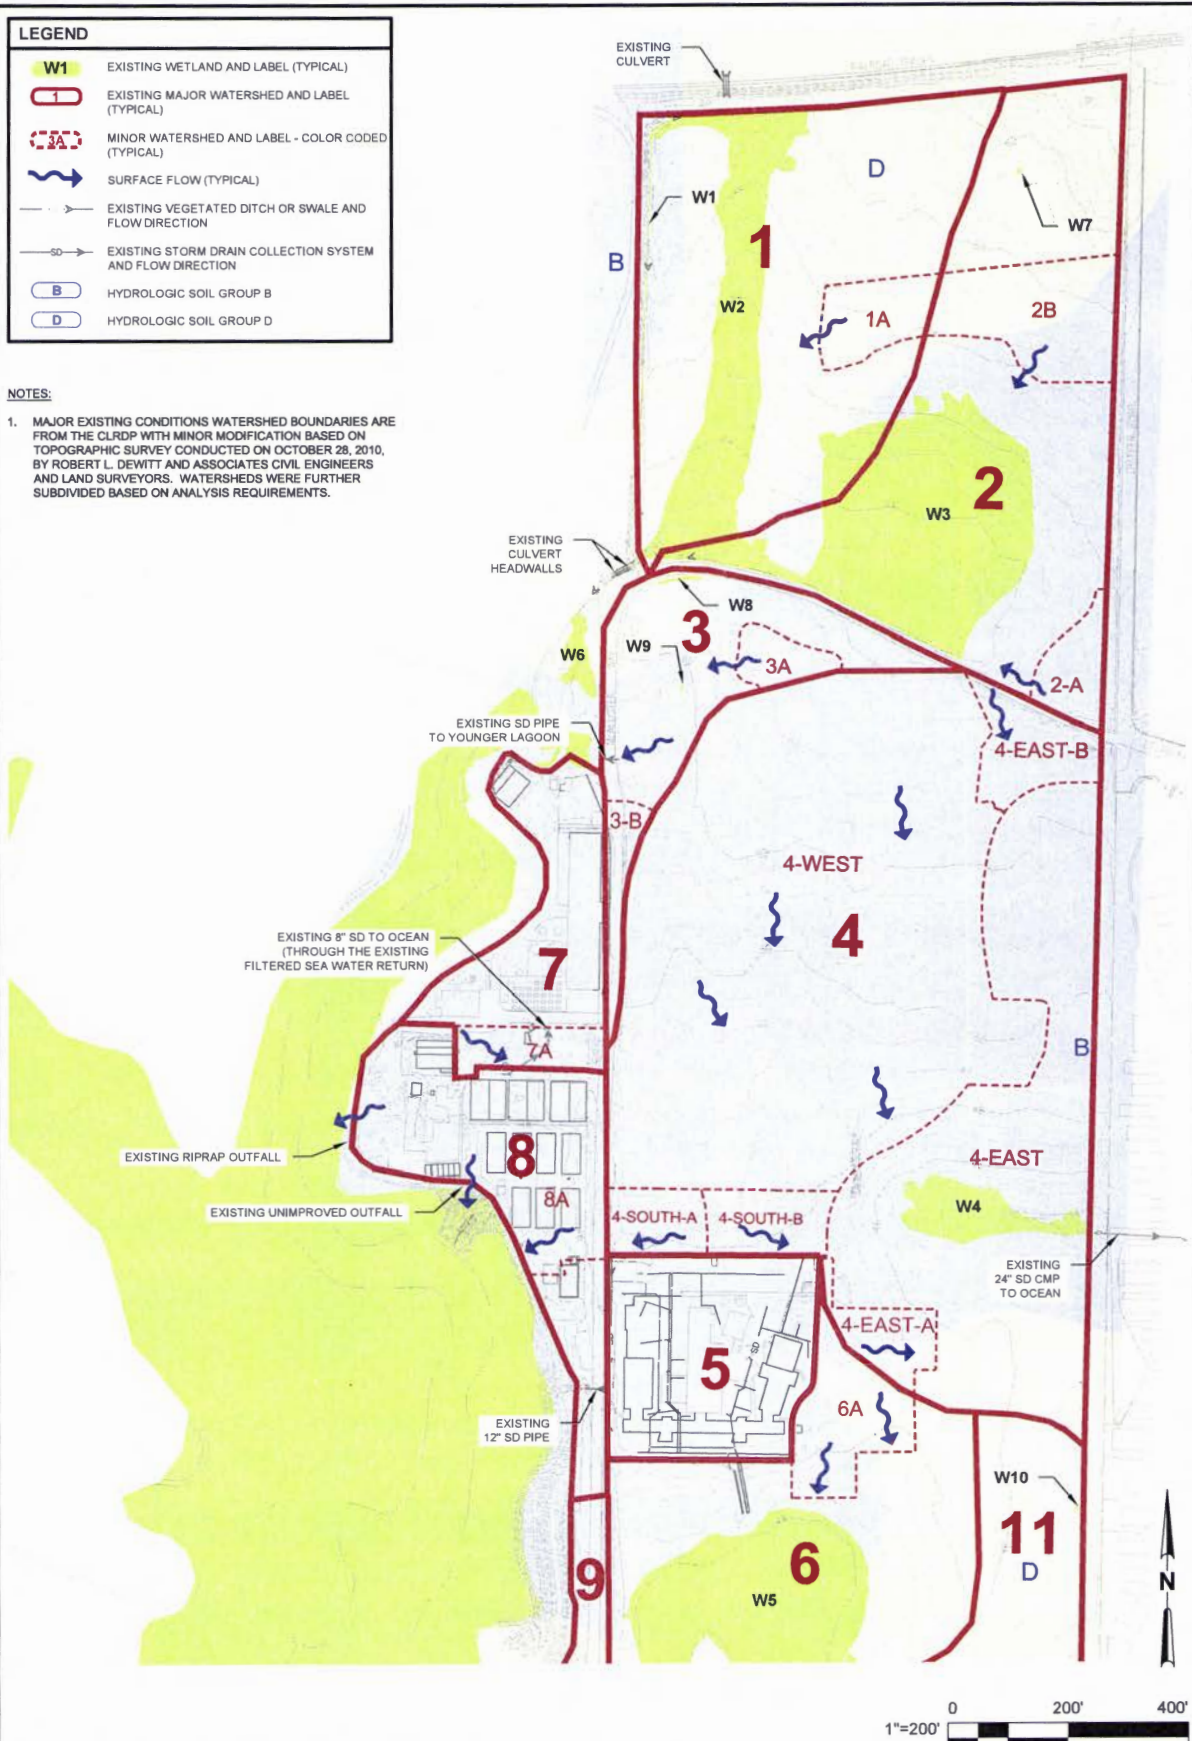 LEGEND
W1 EXISTING WETLAND AND LABEL (TYPICAL)
1 EXISTING MAJOR WATERSHED AND LABEL
(TYPICAL)
3A MINOR WATERSHED AND LABEL - COLOR CODED
(TYPICAL)
SURFACE FLOW (TYPICAL)
EXISTING VEGETATED DITCH OR SWALE AND
FLOW DIRECTION
SD EXISTING STORM DRAIN COLLECTION SYSTEM
AND FLOW DIRECTION
B HYDROLOGIC SOIL GROUP B
D HYDROLOGIC SOIL GROUP D
NOTES:
1. MAJOR EXISTING CONDITIONS WATERSHED BOUNDARIES ARE
FROM THE CLRDP WITH MINOR MODIFICATION BASED ON
TOPOGRAPHIC SURVEY CONDUCTED ON OCTOBER 28, 2010,
BY ROBERT L. DEWITT AND ASSOCIATES CIVIL ENGINEERS
AND LAND SURVEYORS. WATERSHEDS WERE FURTHER
SUBDIVIDED BASED ON ANALYSIS REQUIREMENTS.
EXISTING
CULVERT
D
W1
W7
1
B
W2
1A
2B
2
W3
EXISTING
CULVERT
HEADWALLS
W8
3
W9
W6
3A
2-A
EXISTING SD PIPE
TO YOUNGER LAGOON
4-EAST-B
3-B
4-WEST
4
EXISTING 8" SD TO OCEAN
(THROUGH THE EXISTING
FILTERED SEA WATER RETURN)
7
7A
B
EXISTING RIPRAP OUTFALL
8
4-EAST
8A
W4
EXISTING UNIMPROVED OUTFALL
4-SOUTH-A
4-SOUTH-B
EXISTING
24" SD CMP
TO OCEAN
4-EAST-A
SD
5
6A
EXISTING
12" SD PIPE
W10
11
D
6
9
W5
N
0 200' 400'
1"=200'